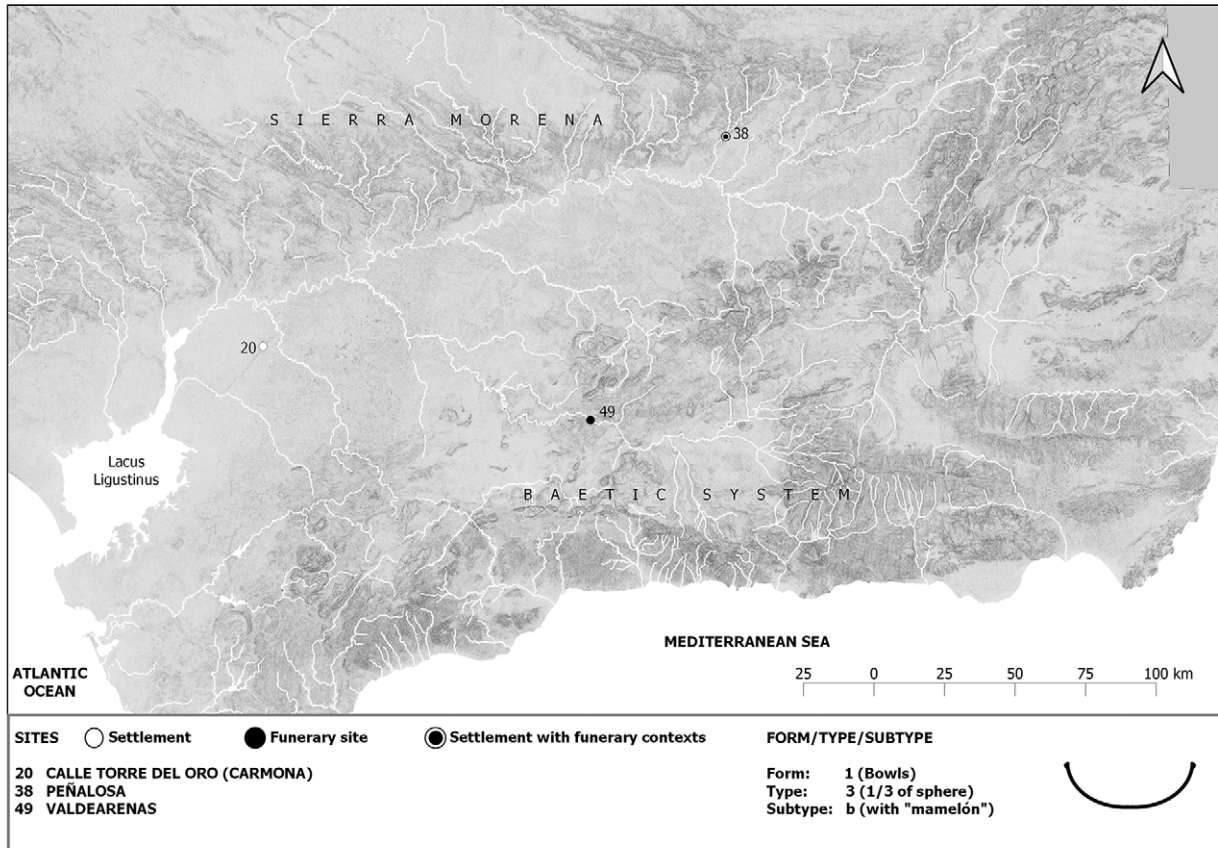 SIERRA MORENA
38
20
49
Lacus
Ligustinus
BAETIC SYSTEM
MEDITERRANEAN SEA
ATLANTIC
OCEAN
25 0 25 50 75 100 km
SITES Settlement Funerary site Settlement with funerary contexts
20 CALLE TORRE DEL ORO (CARMONA)
38 PEÑALOSA
49 VALDEARENAS
FORM/TYPE/SUBTYPE
Form: 1 (Bowls)
Type: 3 (1/3 of sphere)
Subtype: b (with "mamelón")